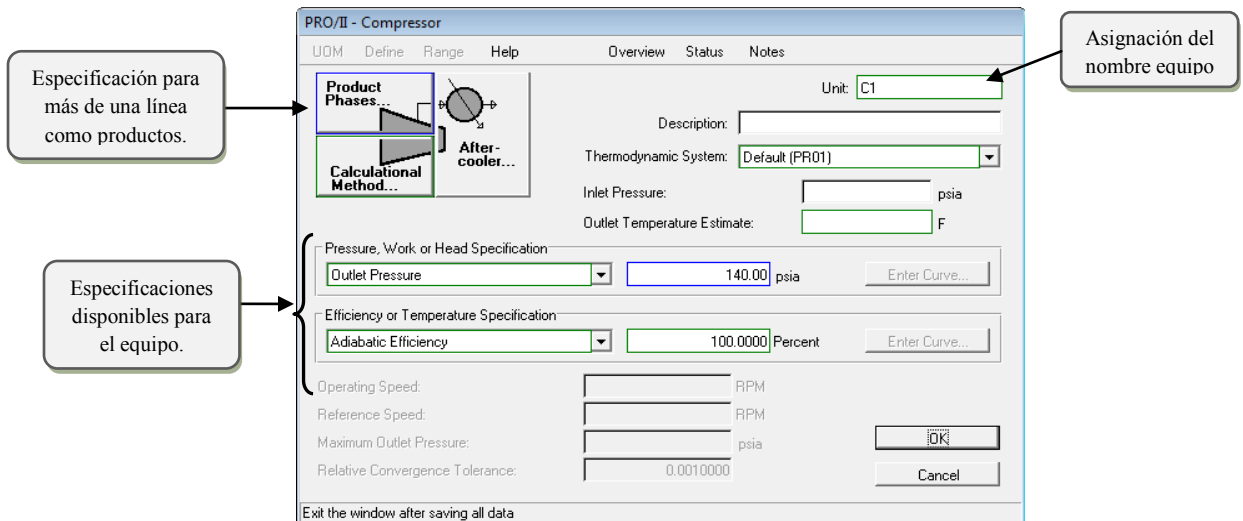 PRO/II - Compressor
UOM Define Range Help Overview Status Notes
Especificación para
más de una línea
como productos.
Asignación del
nombre equipo
Product
Phases...
Calculational
Method...
After-
cooler...
Unit: C1
Description:
Thermodynamic System: Default (PR01)
Inlet Pressure: psia
Outlet Temperature Estimate: F
Especificaciones
disponibles para
el equipo.
Pressure, Work or Head Specification
Outlet Pressure 140.00 psia Enter Curve...
Efficiency or Temperature Specification
Adiabatic Efficiency 100.0000 Percent Enter Curve...
Operating Speed: RPM
Reference Speed: RPM
Maximum Outlet Pressure: psia
Relative Convergence Tolerance: 0.0010000
OK
Cancel
Exit the window after saving all data